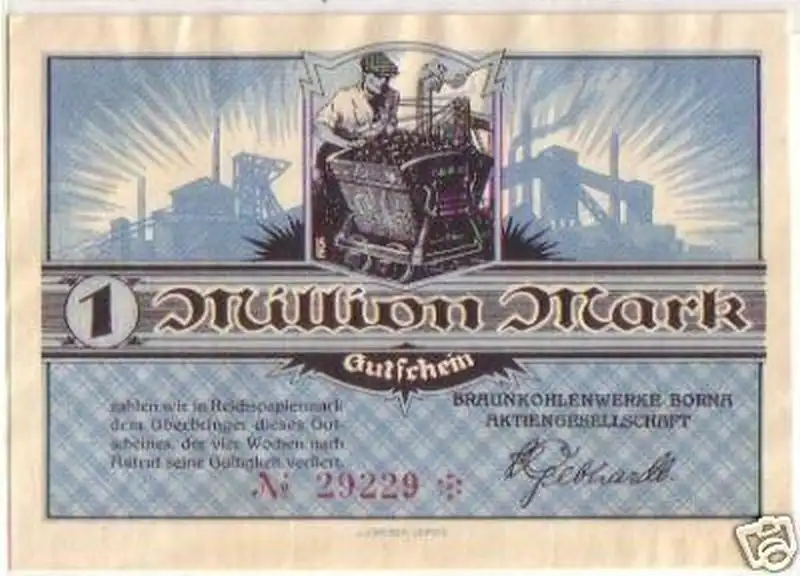 1 Million Mark
Gutschein
zahlen wir in Reichspapiermark
dem Überbringer dieses Gut-
scheines, der vier Wochen nach
Aufruf seine Gültigkeit verliert.
BRAUNKOHLENWERKE BORNA
AKTIENGESELLSCHAFT
Gebhardt.
№ 29229